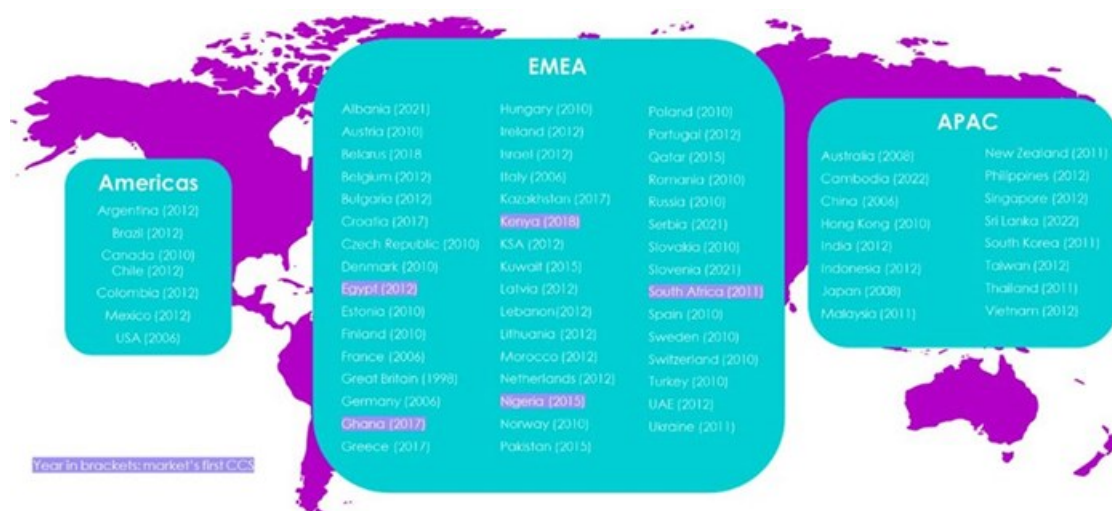 Americas
Argentina (2012)
Brazil (2012)
Canada (2010)
Chile (2012)
Colombia (2012)
Mexico (2012)
USA (2006)
EMEA
Albania (2021)
Austria (2010)
Belarus (2018
Belgium (2012)
Bulgaria (2012)
Croatia (2017)
Czech Republic (2010)
Denmark (2010)
Egypt (2012)
Estonia (2010)
Finland (2010)
France (2006)
Great Britain (1998)
Germany (2006)
Ghana (2017)
Greece (2017)
Hungary (2010)
Ireland (2012)
Israel (2012)
Italy (2006)
Kazakhstan (2017)
Kenya (2018)
KSA (2012)
Kuwait (2015)
Latvia (2012)
Lebanon(2012)
Lithuania (2012)
Morocco (2012)
Netherlands (2012)
Nigeria (2015)
Norway (2010)
Pakistan (2015)
Poland (2010)
Portugal (2012)
Qatar (2015)
Romania (2010)
Russia (2010)
Serbia (2021)
Slovakia (2010)
Slovenia (2021)
South Africa (2011)
Spain (2010)
Sweden (2010)
Switzerland (2010)
Turkey (2010)
UAE (2012)
Ukraine (2011)
APAC
Australia (2008)
Cambodia (2022)
China (2006)
Hong Kong (2010)
India (2012)
Indonesia (2012)
Japan (2008)
Malaysia (2011)
New Zealand (2011)
Philippines (2012)
Singapore (2012)
Sri Lanka (2022)
South Korea (2011)
Taiwan (2012)
Thailand (2011)
Vietnam (2012)
Year in brackets: market's first CCS